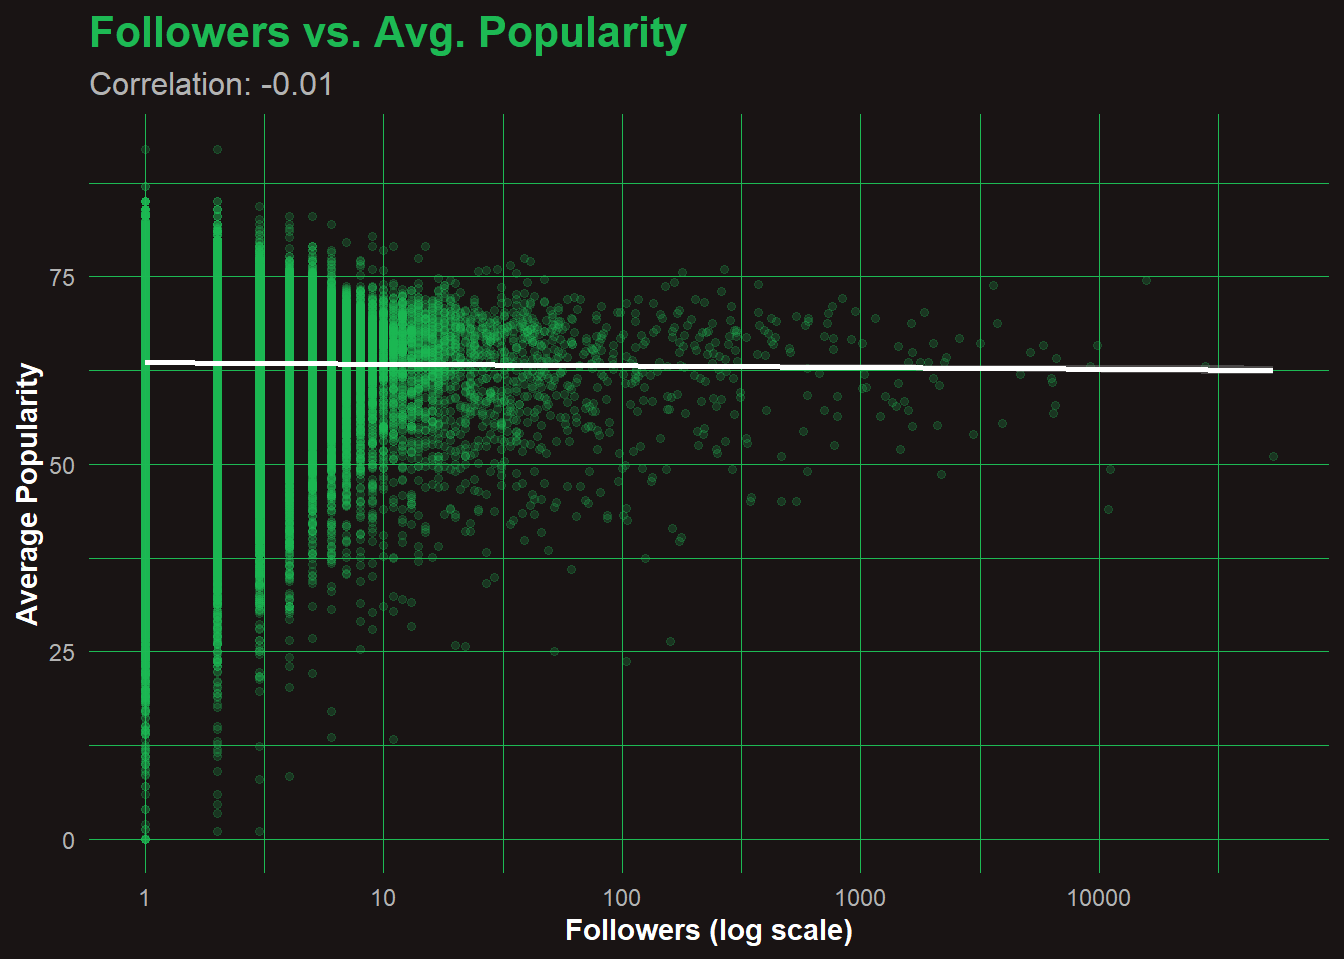 Followers vs. Avg. Popularity
Correlation: -0.01
Average Popularity
75
50
25
0
1 10 100 1000 10000
Followers (log scale)